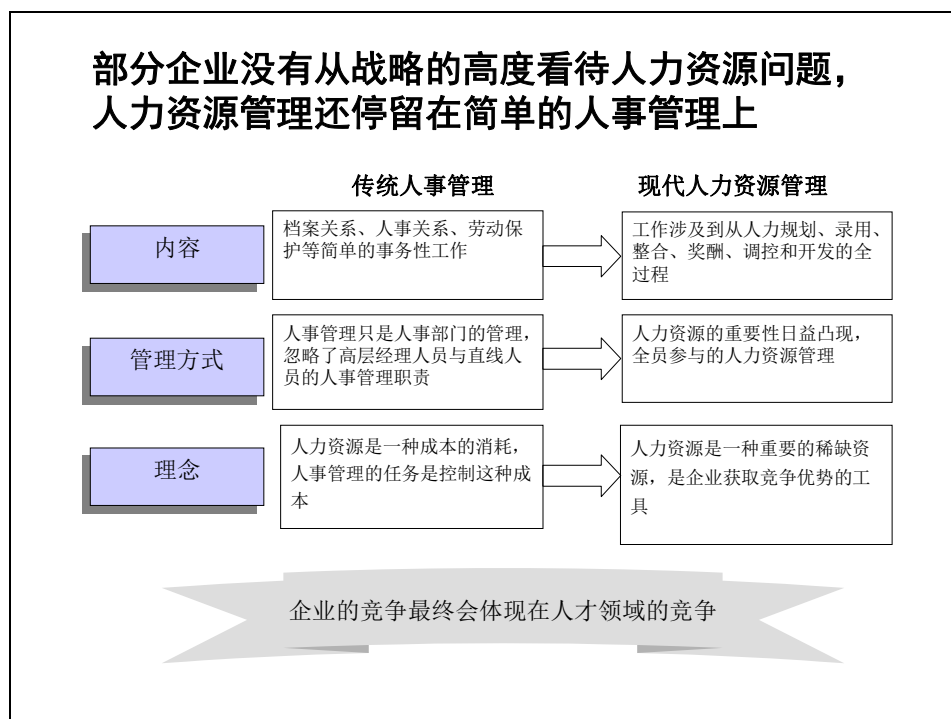 部分企业没有从战略的高度看待人力资源问题，
人力资源管理还停留在简单的人事管理上
传统人事管理
现代人力资源管理
内容
档案关系、人事关系、劳动保
护等简单的事务性工作
工作涉及到从人力规划、录用、
整合、奖酬、调控和开发的全
过程
管理方式
人事管理只是人事部门的管理，
忽略了高层经理人员与直线人
员的人事管理职责
人力资源的重要性日益凸现，
全员参与的人力资源管理
理念
人力资源是一种成本的消耗，
人事管理的任务是控制这种成
本
人力资源是一种重要的稀缺资
源，是企业获取竞争优势的工
具
企业的竞争最终会体现在人才领域的竞争